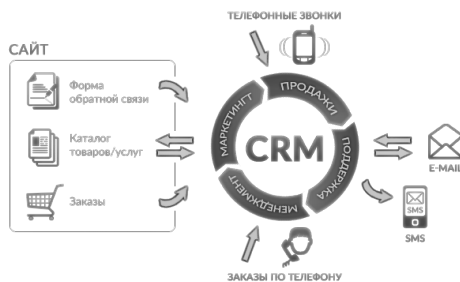 ТЕЛЕФОННЫЕ ЗВОНКИ
САЙТ
Форма
обратной связи
Каталог
товаров/услуг
Заказы
МАРКЕТИНГТ
ПРОДАЖИ
ПОДДЕРЖКА
МЕНЕДЖМЕНТ
CRM
E-MAIL
SMS
SMS
ЗАКАЗЫ ПО ТЕЛЕФОНУ